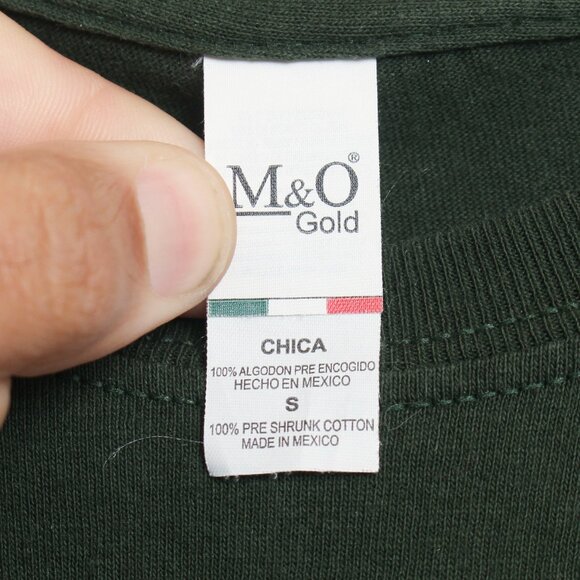 M&O®
Gold
CHICA
100% ALGODON PRE ENCOGIDO
HECHO EN MEXICO
S
100% PRE SHRUNK COTTON
MADE IN MEXICO